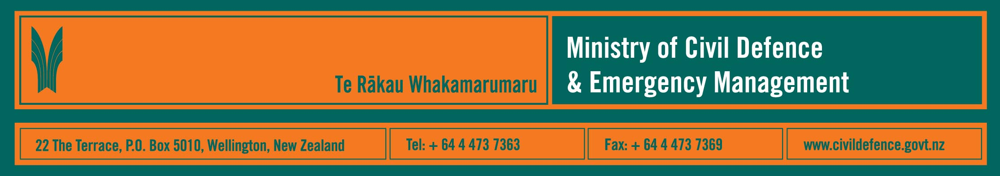 Te Rākau Whakamarumaru
Ministry of Civil Defence
& Emergency Management
22 The Terrace, P.O. Box 5010, Wellington, New Zealand
Tel: + 64 4 473 7363
Fax: + 64 4 473 7369
www.civildefence.govt.nz